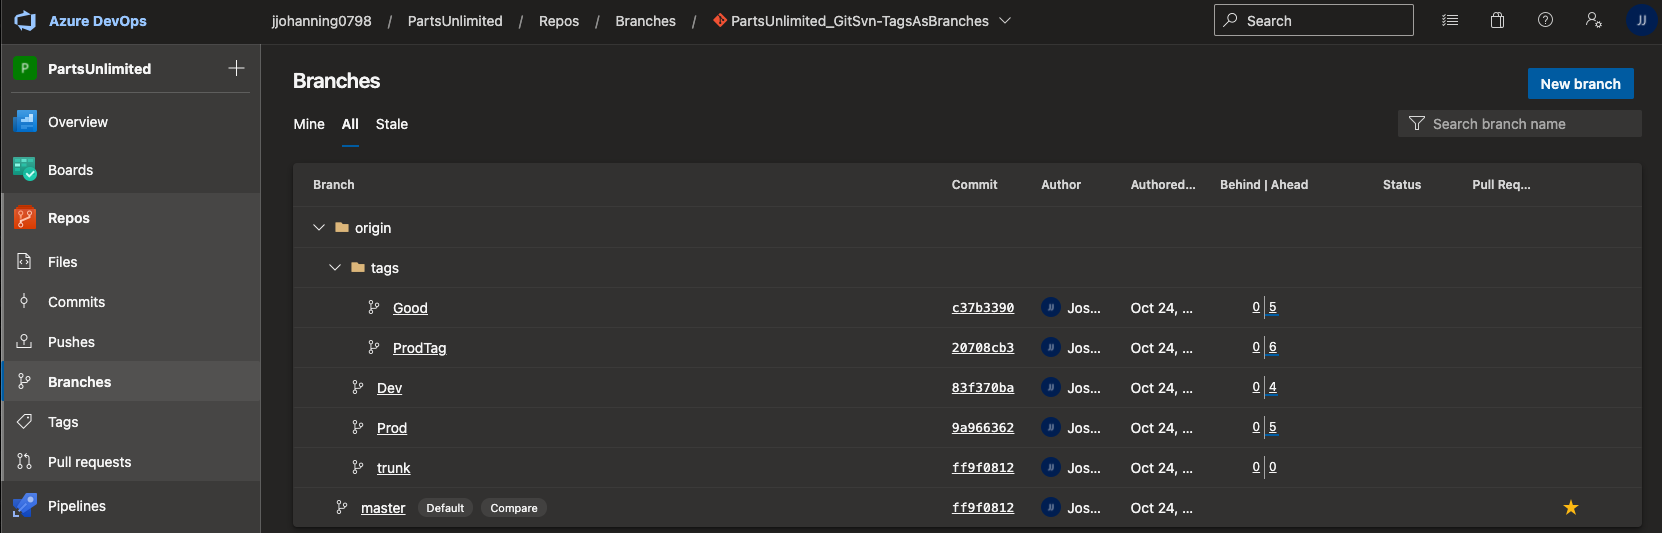 Azure DevOps
jjohanning0798 / PartsUnlimited / Repos / Branches / PartsUnlimited_GitSvn-TagsAsBranches
Search
JJ
P PartsUnlimited
Overview
Boards
Repos
Files
Commits
Pushes
Branches
Tags
Pull requests
Pipelines
Branches
New branch
Mine All Stale
Search branch name
Branch Commit Author Authored... Behind | Ahead Status Pull Req...
origin
tags
Good c37b3390 JJ Jos... Oct 24, ... 0 | 5
ProdTag 20708cb3 JJ Jos... Oct 24, ... 0 | 6
Dev 83f370ba JJ Jos... Oct 24, ... 0 | 4
Prod 9a966362 JJ Jos... Oct 24, ... 0 | 5
trunk ff9f0812 JJ Jos... Oct 24, ... 0 | 0
master Default Compare ff9f0812 JJ Jos... Oct 24, ...